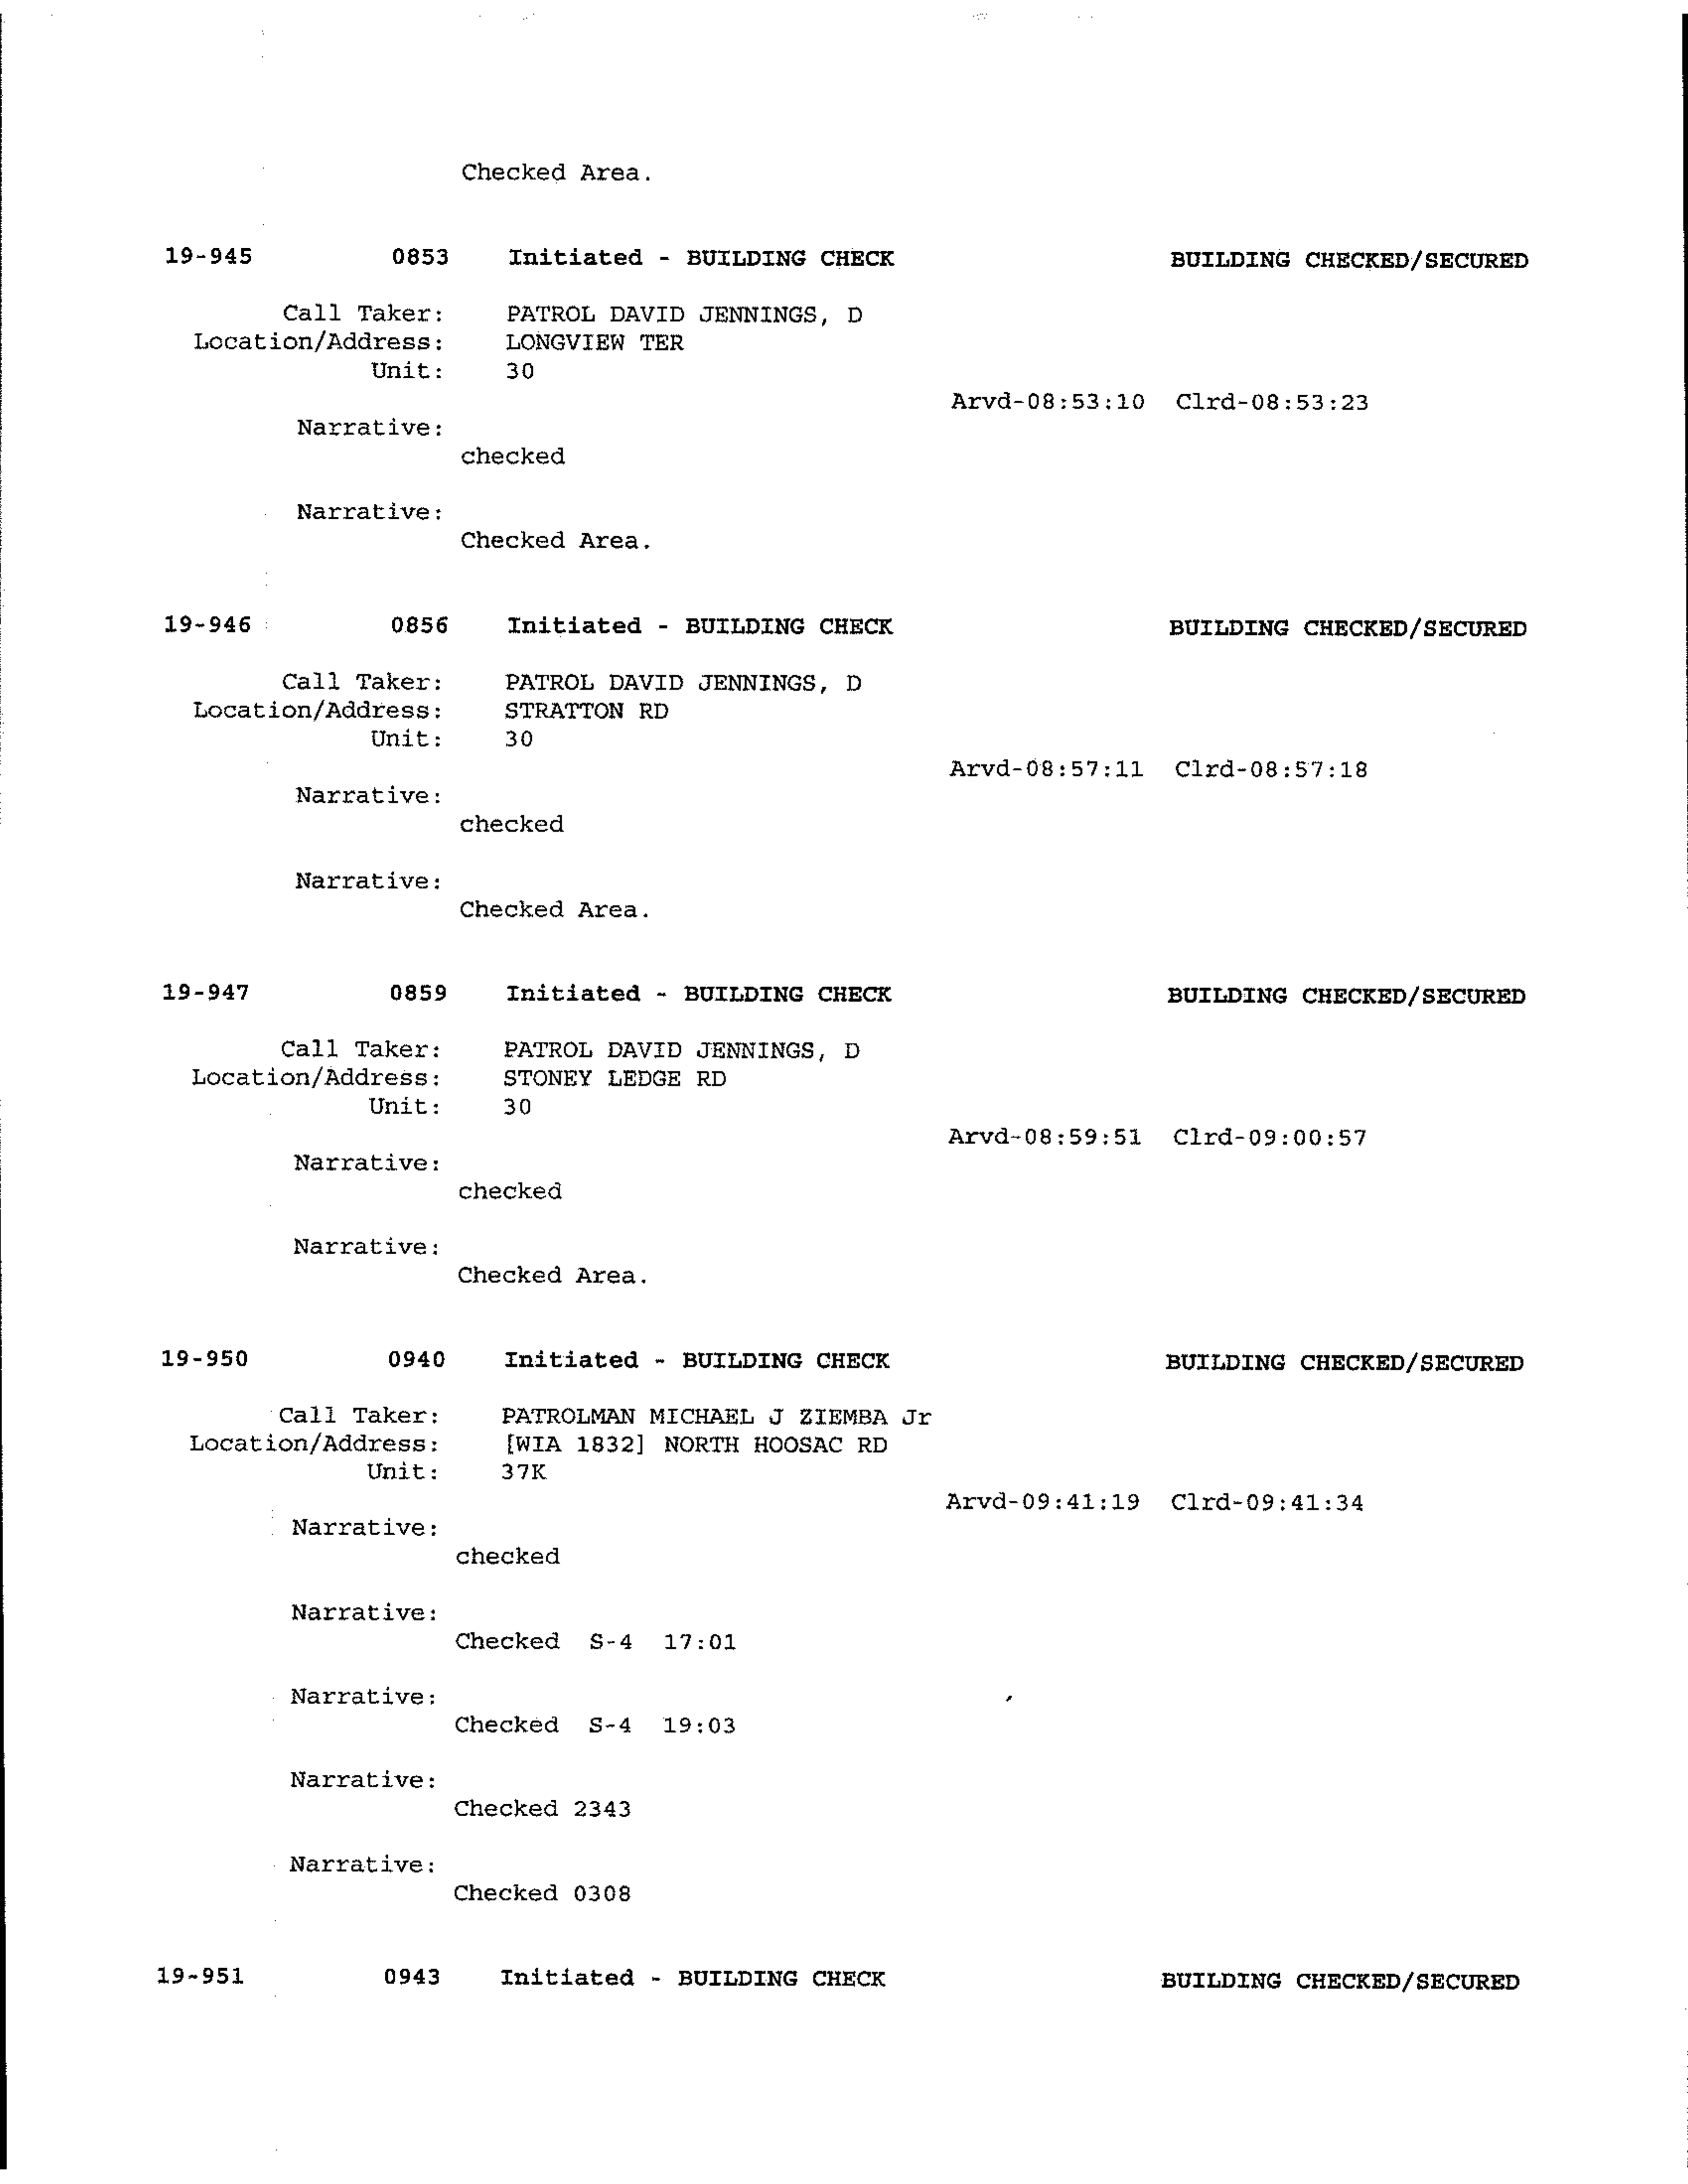 Checked Area.
19-945 0853 Initiated - BUILDING CHECK BUILDING CHECKED/SECURED
Call Taker: PATROL DAVID JENNINGS, D
Location/Address: LONGVIEW TER
Unit: 30
Arvd-08:53:10 Clrd-08:53:23
Narrative:
checked
Narrative:
Checked Area.
19-946 0856 Initiated - BUILDING CHECK BUILDING CHECKED/SECURED
Call Taker: PATROL DAVID JENNINGS, D
Location/Address: STRATTON RD
Unit: 30
Arvd-08:57:11 Clrd-08:57:18
Narrative:
checked
Narrative:
Checked Area.
19-947 0859 Initiated - BUILDING CHECK BUILDING CHECKED/SECURED
Call Taker: PATROL DAVID JENNINGS, D
Location/Address: STONEY LEDGE RD
Unit: 30
Arvd-08:59:51 Clrd-09:00:57
Narrative:
checked
Narrative:
Checked Area.
19-950 0940 Initiated - BUILDING CHECK BUILDING CHECKED/SECURED
Call Taker: PATROLMAN MICHAEL J ZIEMBA Jr
Location/Address: [WIA 1832] NORTH HOOSAC RD
Unit: 37K
Arvd-09:41:19 Clrd-09:41:34
Narrative:
checked
Narrative:
Checked S-4 17:01
Narrative:
Checked S-4 19:03
Narrative:
Checked 2343
Narrative:
Checked 0308
19-951 0943 Initiated - BUILDING CHECK BUILDING CHECKED/SECURED